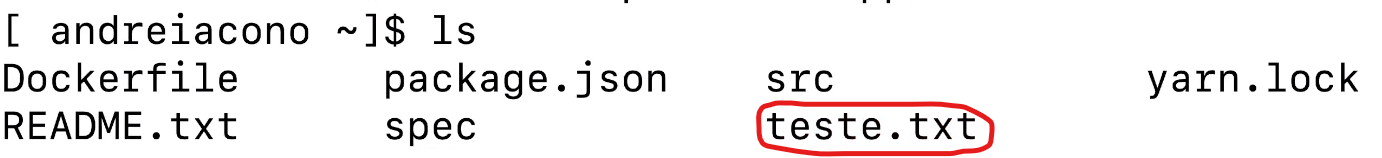 [ andreiacono ~]$ ls
Dockerfile package.json src yarn.lock
README.txt spec teste.txt